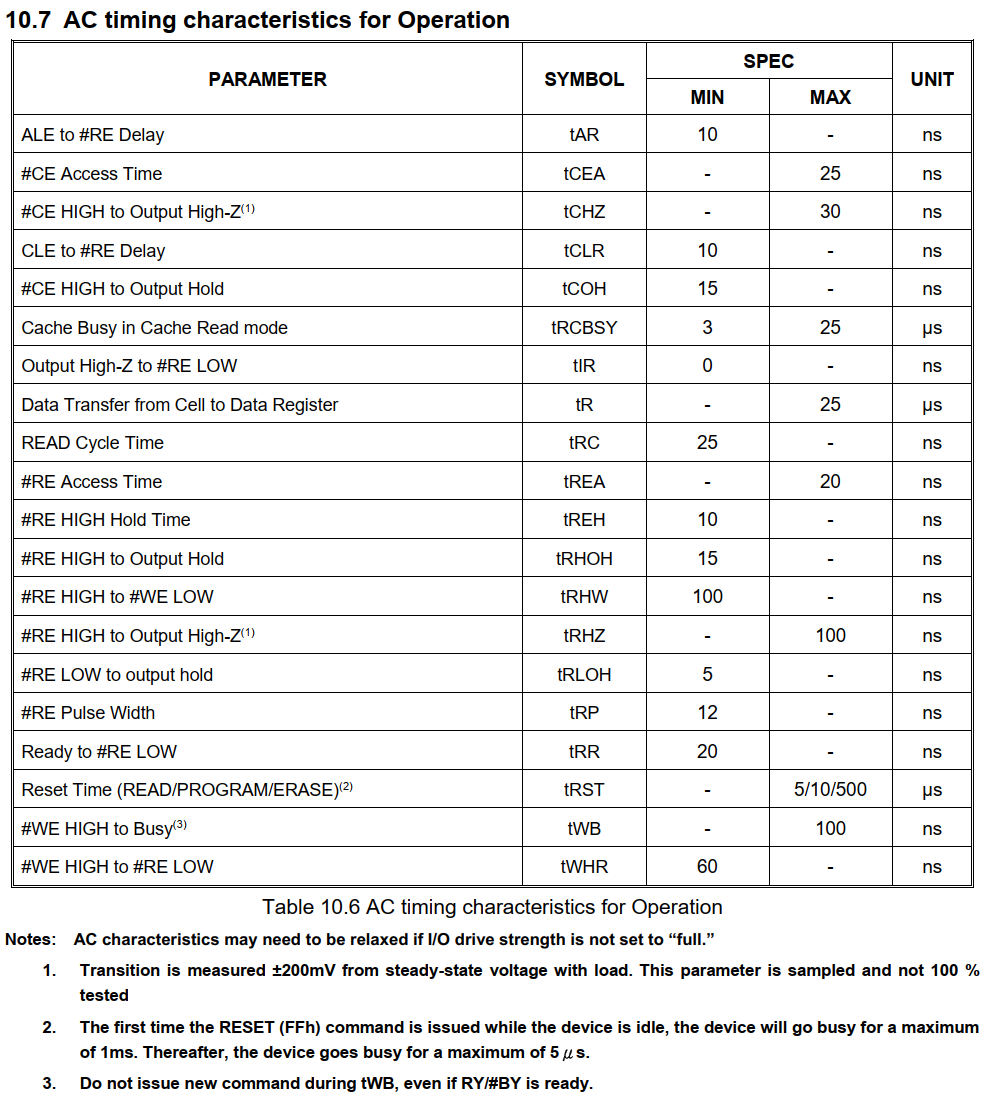 10.7 AC timing characteristics for Operation
PARAMETER SYMBOL SPEC UNIT
MIN MAX
ALE to #RE Delay tAR 10 - ns
#CE Access Time tCEA - 25 ns
#CE HIGH to Output High-Z(1) tCHZ - 30 ns
CLE to #RE Delay tCLR 10 - ns
#CE HIGH to Output Hold tCOH 15 - ns
Cache Busy in Cache Read mode tRCBSY 3 25 µs
Output High-Z to #RE LOW tIR 0 - ns
Data Transfer from Cell to Data Register tR - 25 µs
READ Cycle Time tRC 25 - ns
#RE Access Time tREA - 20 ns
#RE HIGH Hold Time tREH 10 - ns
#RE HIGH to Output Hold tRHOH 15 - ns
#RE HIGH to #WE LOW tRHW 100 - ns
#RE HIGH to Output High-Z(1) tRHZ - 100 ns
#RE LOW to output hold tRLOH 5 - ns
#RE Pulse Width tRP 12 - ns
Ready to #RE LOW tRR 20 - ns
Reset Time (READ/PROGRAM/ERASE)(2) tRST - 5/10/500 µs
#WE HIGH to Busy(3) tWB - 100 ns
#WE HIGH to #RE LOW tWHR 60 - ns
Table 10.6 AC timing characteristics for Operation
Notes: AC characteristics may need to be relaxed if I/O drive strength is not set to “full.”
1. Transition is measured ±200mV from steady-state voltage with load. This parameter is sampled and not 100 %
tested
2. The first time the RESET (FFh) command is issued while the device is idle, the device will go busy for a maximum
of 1ms. Thereafter, the device goes busy for a maximum of 5μs.
3. Do not issue new command during tWB, even if RY/#BY is ready.